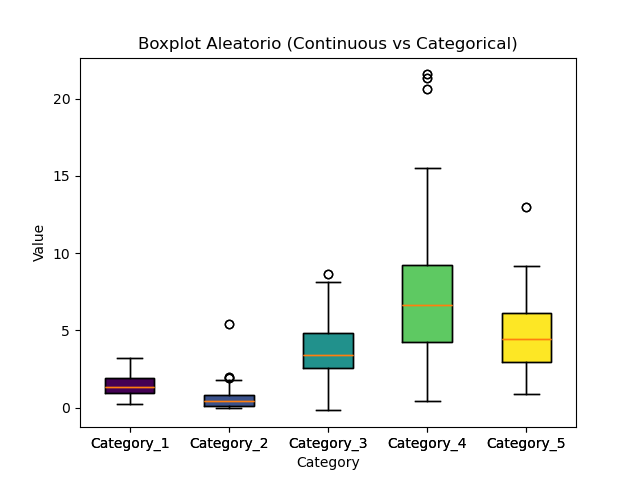 Boxplot Aleatorio (Continuous vs Categorical)
Value
20
15
10
5
0
Category_1 Category_2 Category_3 Category_4 Category_5
Category